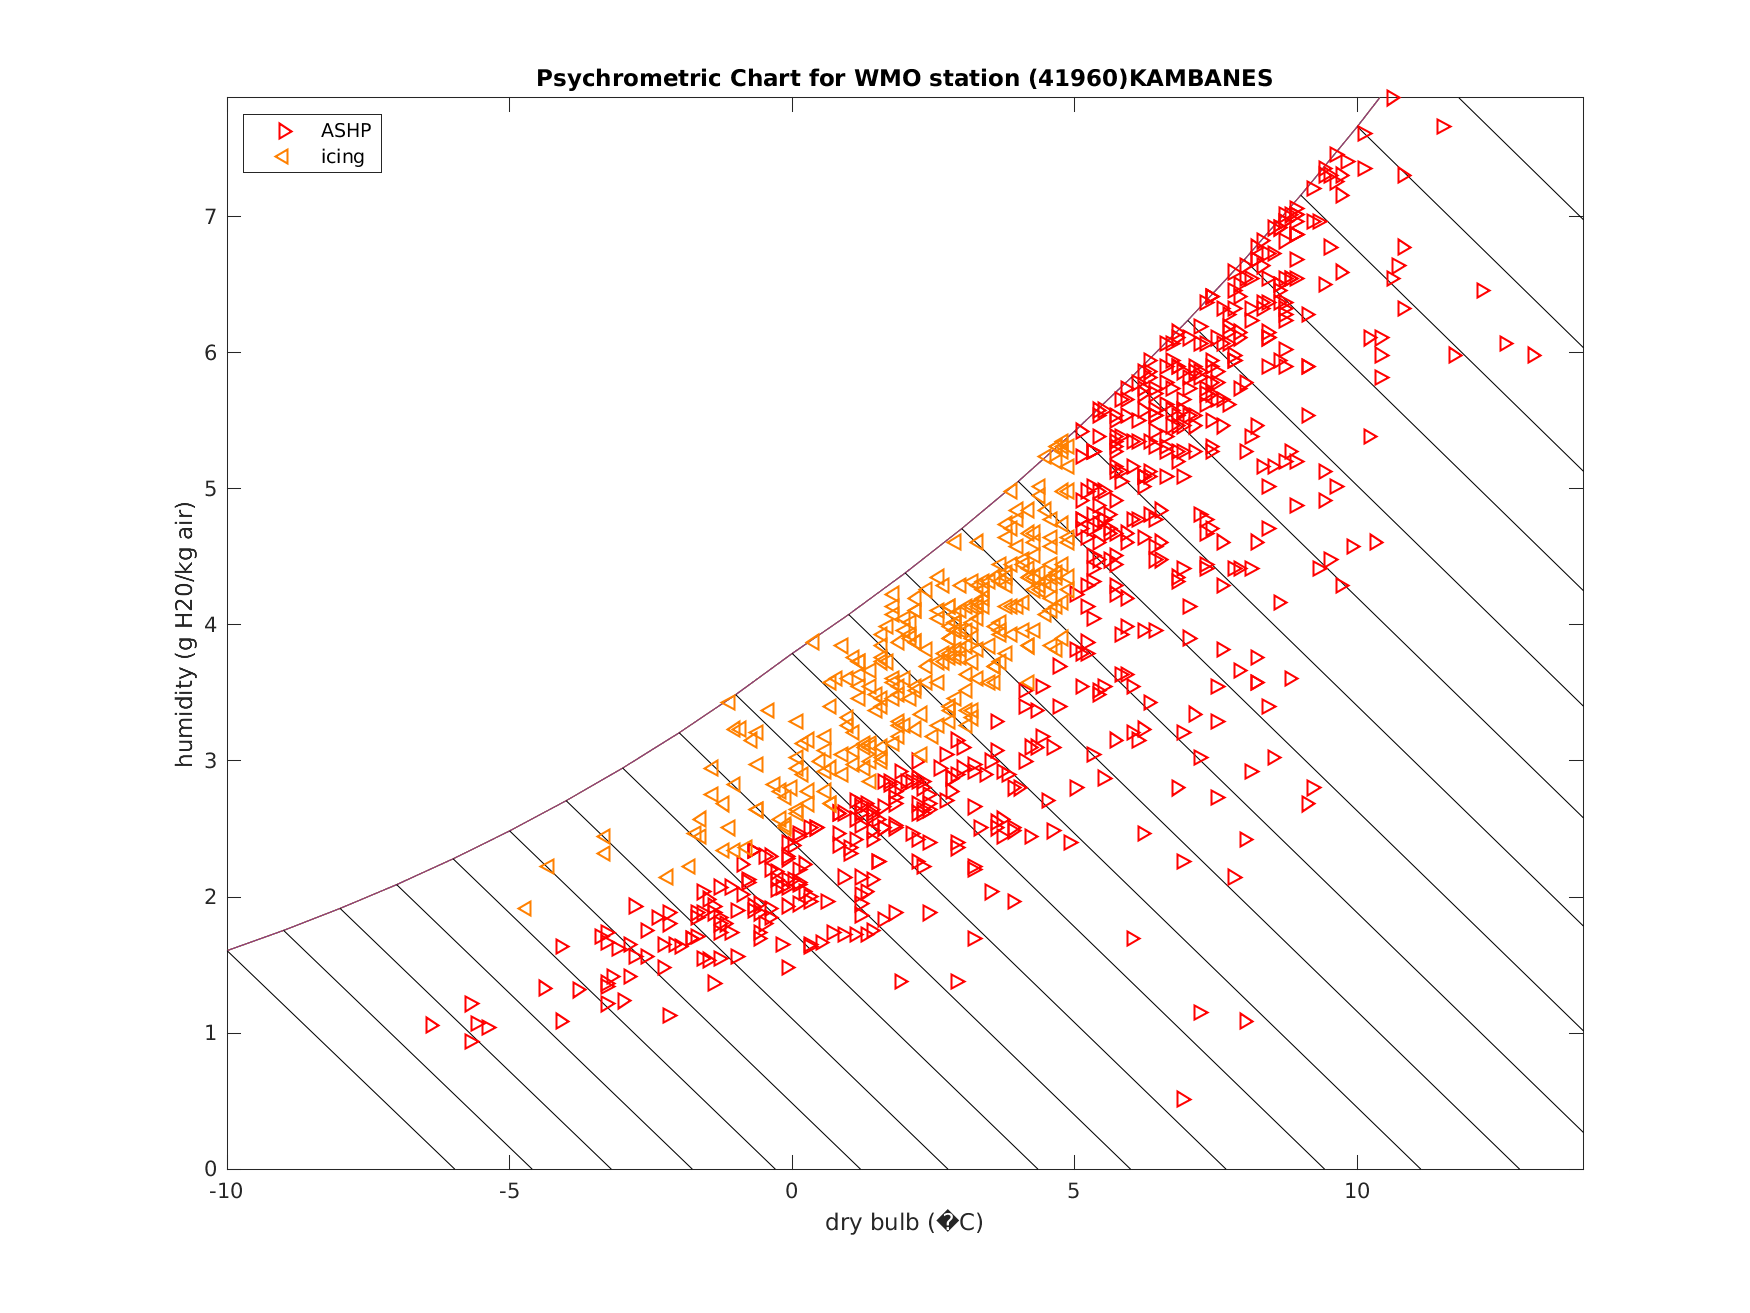 Psychrometric Chart for WMO station (41960)KAMBANES
ASHP
icing
humidity (g H20/kg air)
7
6
5
4
3
2
1
0
-10
-5
0
5
10
dry bulb (�C)